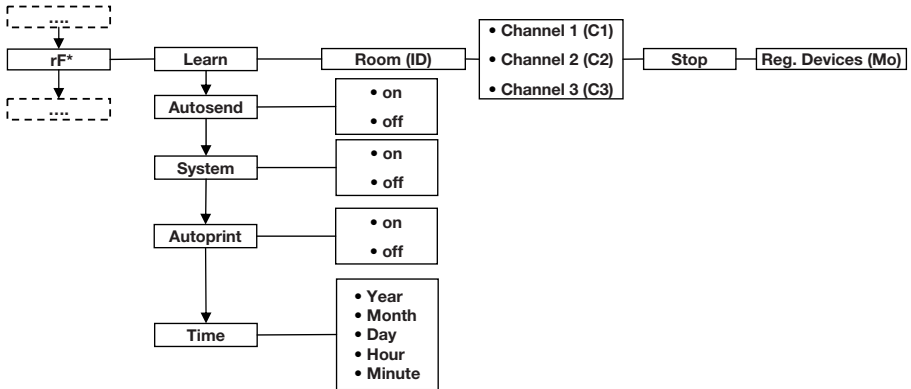 ....
rF*
....
Learn
Room (ID)
• Channel 1 (C1)
• Channel 2 (C2)
• Channel 3 (C3)
Stop
Reg. Devices (Mo)
Autosend
• on
• off
System
• on
• off
Autoprint
• on
• off
Time
• Year
• Month
• Day
• Hour
• Minute